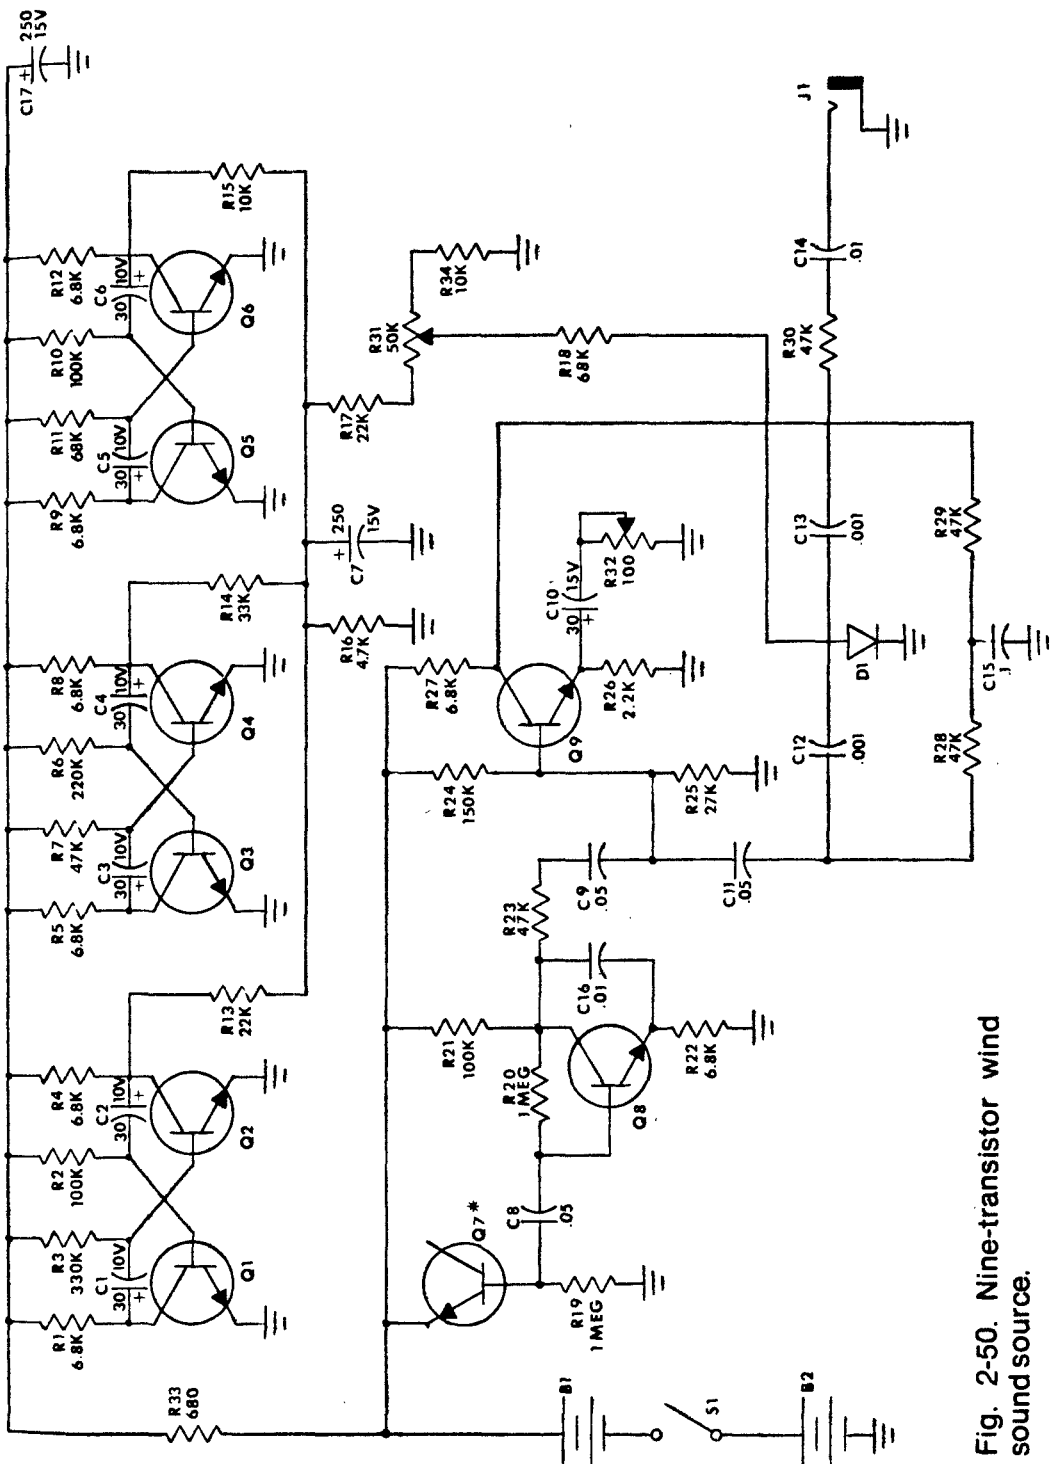 C17
+
250
15V
R1
6.8K
R3
330K
R2
100K
R4
6.8K
C1
30
10V
+
C2
30
10V
+
Q1
Q2
R5
6.8K
R7
47K
R6
220K
R8
6.8K
C3
30
10V
+
C4
30
10V
+
Q3
Q4
R9
6.8K
R11
68K
R10
100K
R12
6.8K
C5
30
10V
+
C6
30
10V
+
Q5
Q6
R13
22K
R14
33K
R15
10K
R33
680
R16
4.7K
C7
+
250
15V
R17
22K
R31
50K
R34
10K
R18
68K
Q7*
R19
1MEG
C8
.05
R20
1MEG
R21
100K
Q8
R22
6.8K
C16
.01
R23
47K
C9
.05
C11
.05
R24
150K
R25
27K
Q9
R27
6.8K
R26
2.2K
C10
30
15V
+
R32
100
B1
S1
B2
C12
.001
D1
C13
.001
R30
47K
C14
.01
J1
R28
47K
C15
.1
R29
47K
Fig. 2-50. Nine-transistor wind
sound source.